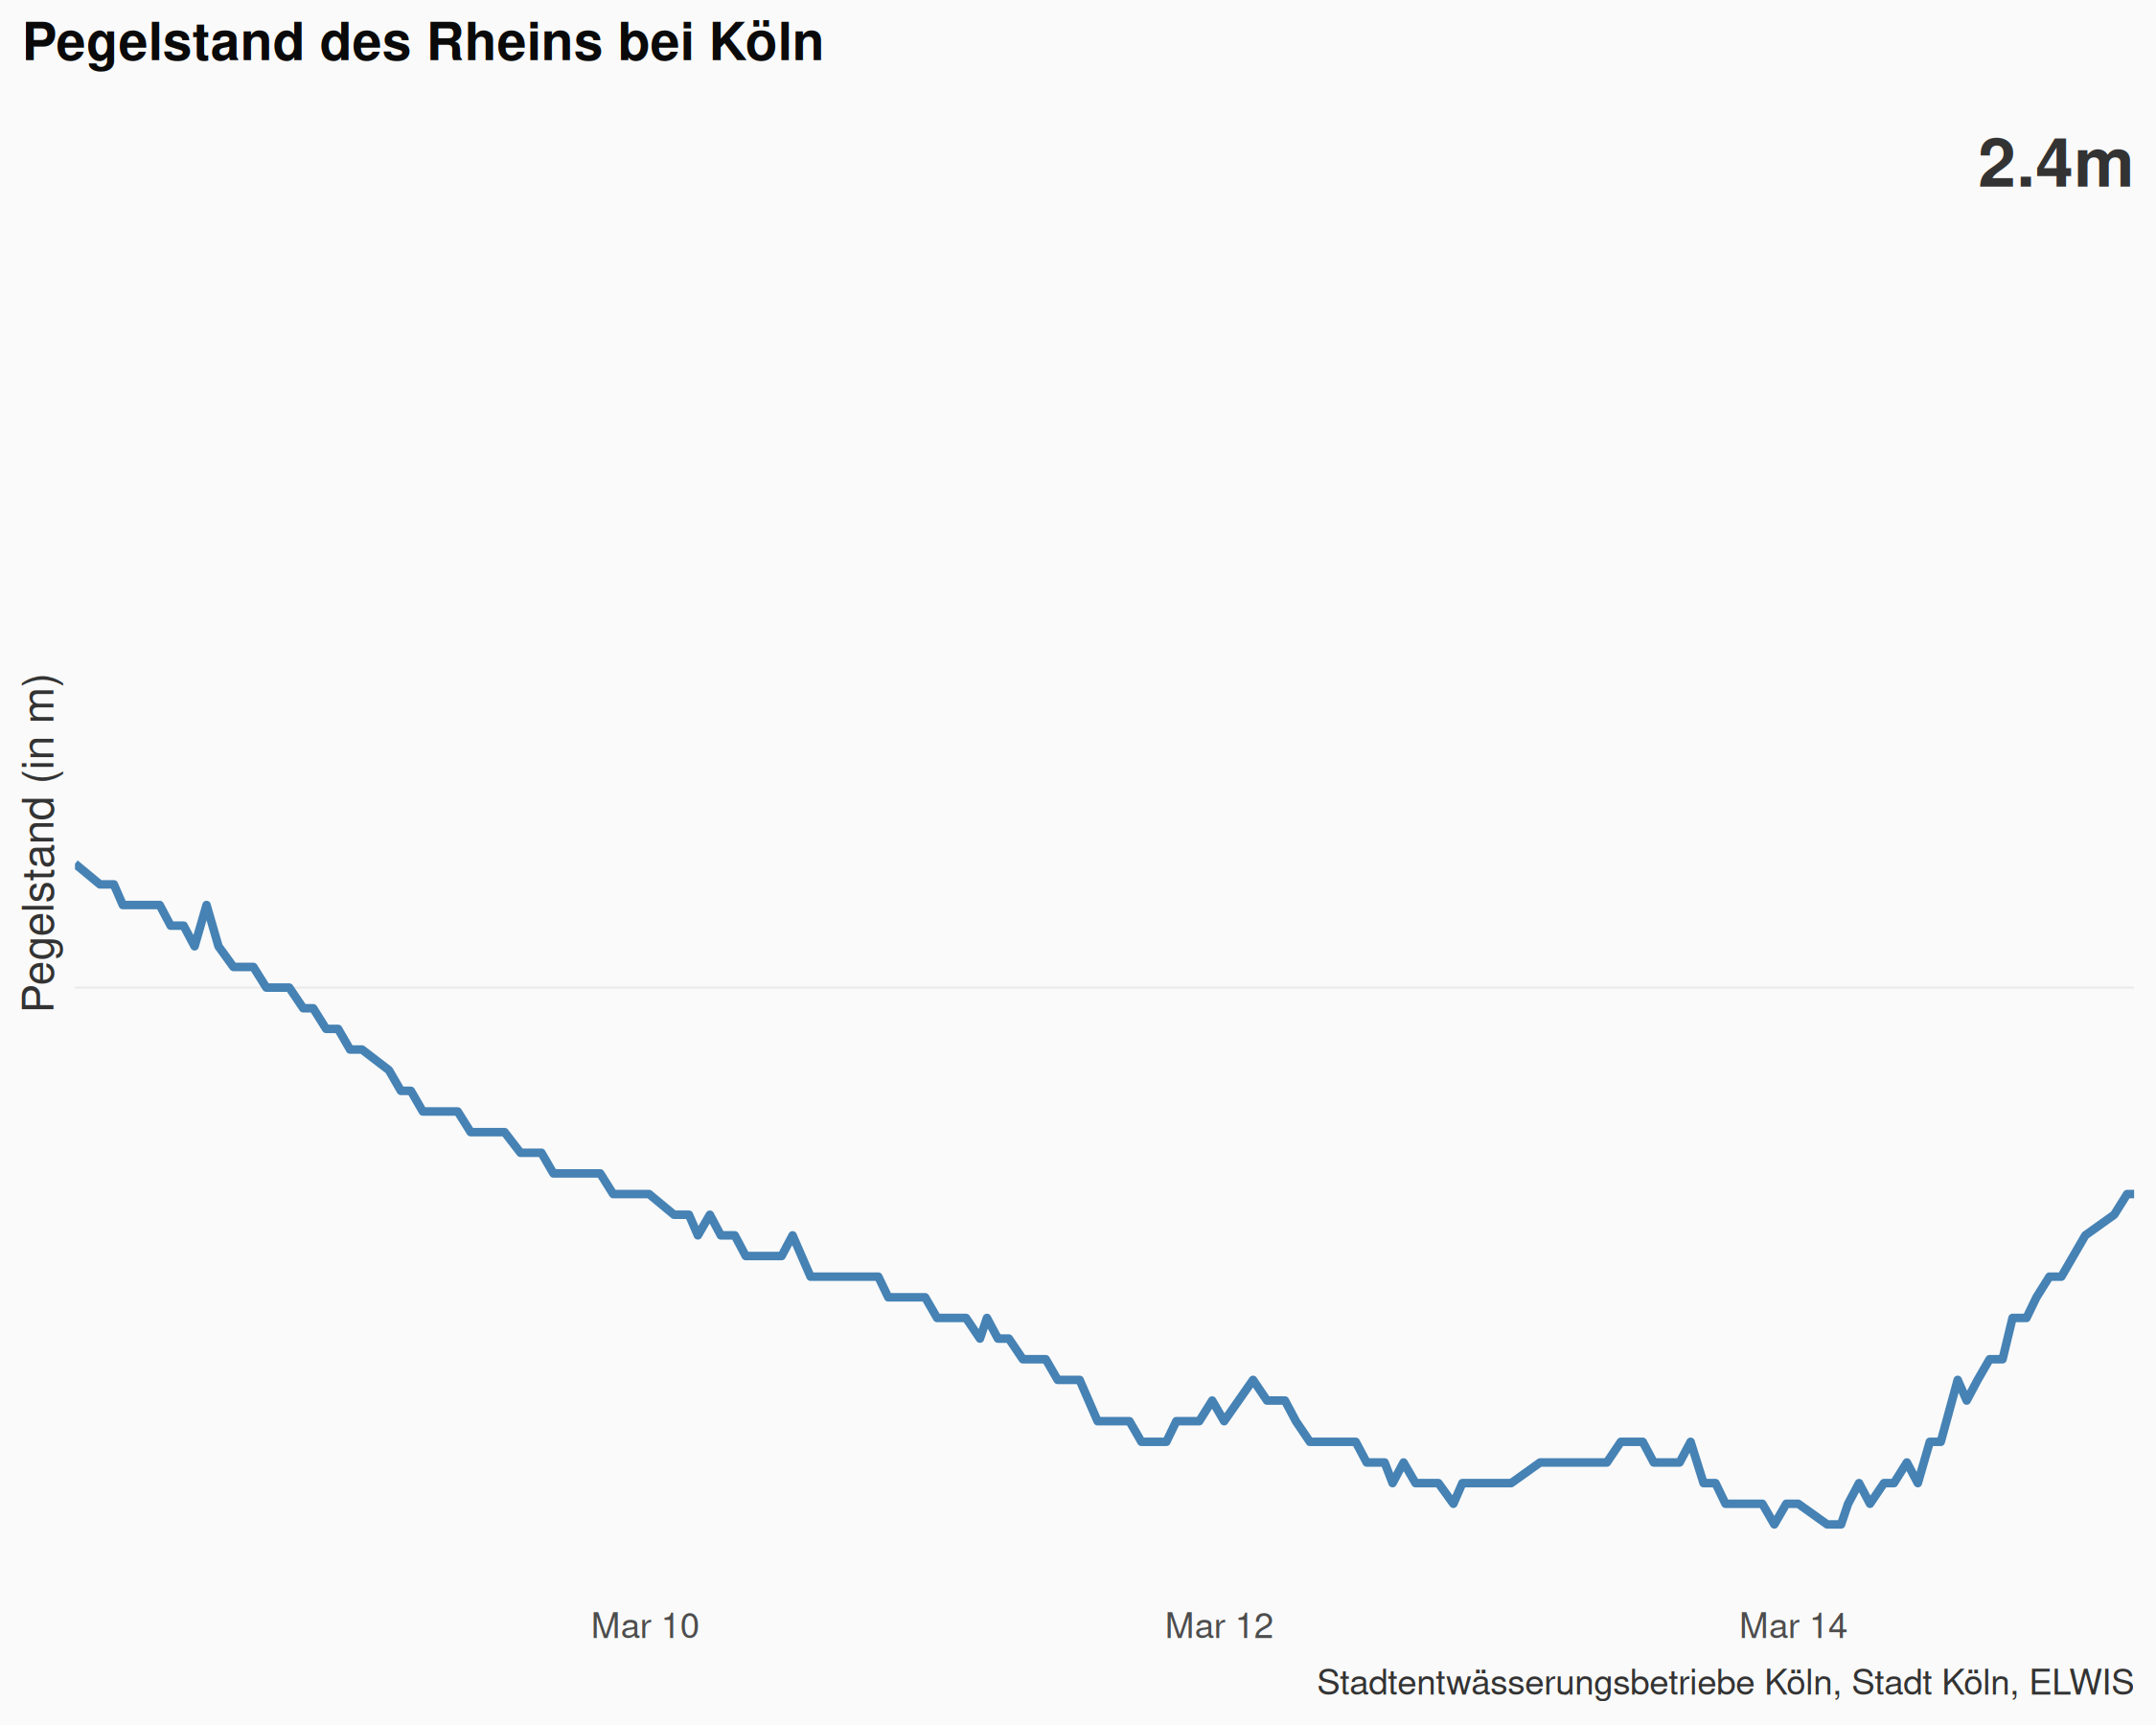 Pegelstand des Rheins bei Köln
2.4m
Pegelstand (in m)
Mar 10
Mar 12
Mar 14
Stadtentwässerungsbetriebe Köln, Stadt Köln, ELWIS